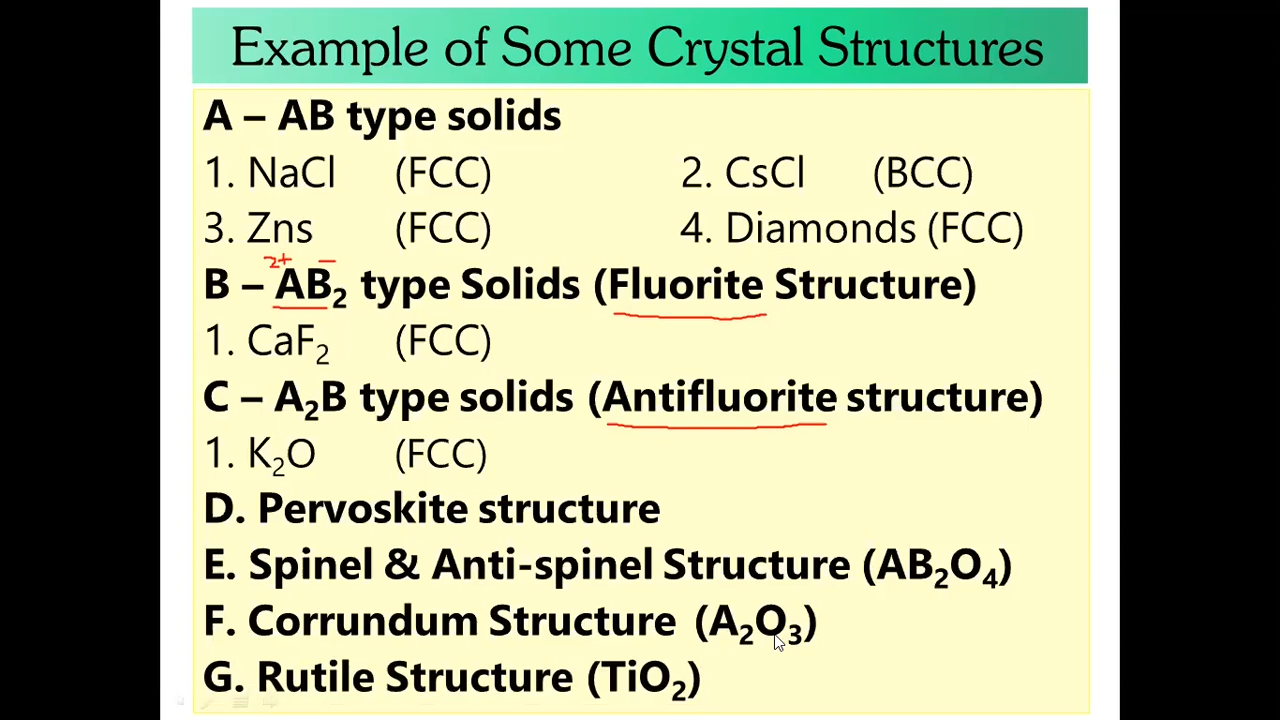 Example of Some Crystal Structures
A – AB type solids
1. NaCl (FCC) 2. CsCl (BCC)
3. Zns (FCC) 4. Diamonds (FCC)
2+ –
B – AB₂ type Solids (Fluorite Structure)
1. CaF₂ (FCC)
C – A₂B type solids (Antifluorite structure)
1. K₂O (FCC)
D. Pervoskite structure
E. Spinel & Anti-spinel Structure (AB₂O₄)
F. Corrundum Structure (A₂O₃)
G. Rutile Structure (TiO₂)